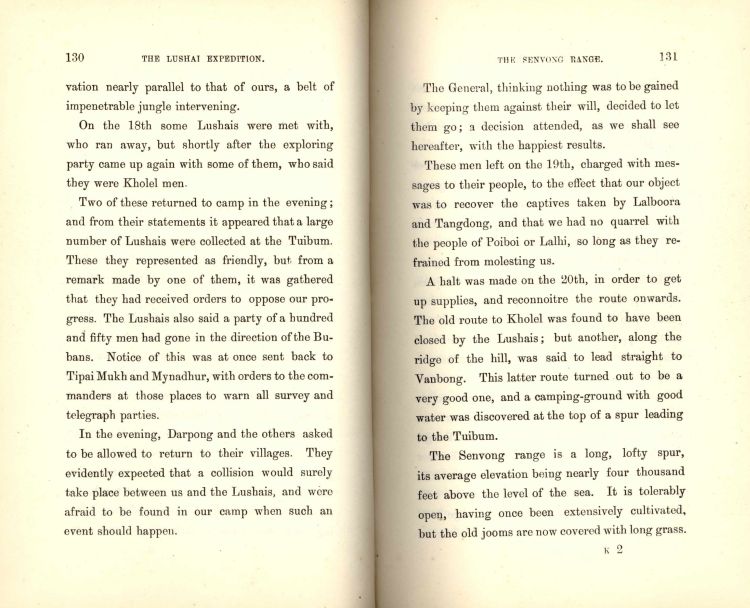 130 THE LUSHAI EXPEDITION.
vation nearly parallel to that of ours, a belt of
impenetrable jungle intervening.
On the 18th some Lushais were met with,
who ran away, but shortly after the exploring
party came up again with some of them, who said
they were Kholel men.
Two of these returned to camp in the evening;
and from their statements it appeared that a large
number of Lushais were collected at the Tuibum.
These they represented as friendly, but from a
remark made by one of them, it was gathered
that they had received orders to oppose our pro-
gress. The Lushais also said a party of a hundred
and fifty men had gone in the direction of the Bu-
bans. Notice of this was at once sent back to
Tipai Mukh and Mynadhur, with orders to the com-
manders at those places to warn all survey and
telegraph parties.
In the evening, Darpong and the others asked
to be allowed to return to their villages. They
evidently expected that a collision would surely
take place between us and the Lushais, and were
afraid to be found in our camp when such an
event should happen.
THE SENVONG RANGE. 131
The General, thinking nothing was to be gained
by keeping them against their will, decided to let
them go; a decision attended, as we shall see
hereafter, with the happiest results.
These men left on the 19th, charged with mes-
sages to their people, to the effect that our object
was to recover the captives taken by Lalboora
and Tangdong, and that we had no quarrel with
the people of Poiboi or Lalhi, so long as they re-
frained from molesting us.
A halt was made on the 20th, in order to get
up supplies, and reconnoitre the route onwards.
The old route to Kholel was found to have been
closed by the Lushais; but another, along the
ridge of the hill, was said to lead straight to
Vanbong. This latter route turned out to be a
very good one, and a camping-ground with good
water was discovered at the top of a spur leading
to the Tuibum.
The Senvong range is a long, lofty spur,
its average elevation being nearly four thousand
feet above the level of the sea. It is tolerably
open, having once been extensively cultivated,
but the old jooms are now covered with long grass.
K 2